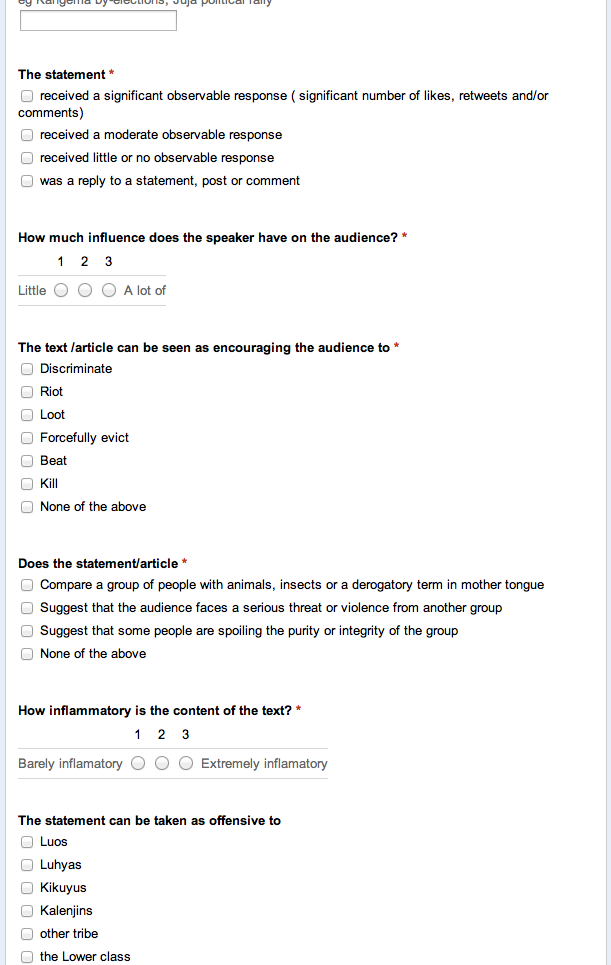 eg Kangema by-elections, Juja political rally
The statement *
received a significant observable response ( significant number of likes, retweets and/or
comments)
received a moderate observable response
received little or no observable response
was a reply to a statement, post or comment
How much influence does the speaker have on the audience? *
1 2 3
Little A lot of
The text /article can be seen as encouraging the audience to *
Discriminate
Riot
Loot
Forcefully evict
Beat
Kill
None of the above
Does the statement/article *
Compare a group of people with animals, insects or a derogatory term in mother tongue
Suggest that the audience faces a serious threat or violence from another group
Suggest that some people are spoiling the purity or integrity of the group
None of the above
How inflammatory is the content of the text? *
1 2 3
Barely inflamatory Extremely inflamatory
The statement can be taken as offensive to
Luos
Luhyas
Kikuyus
Kalenjins
other tribe
the Lower class